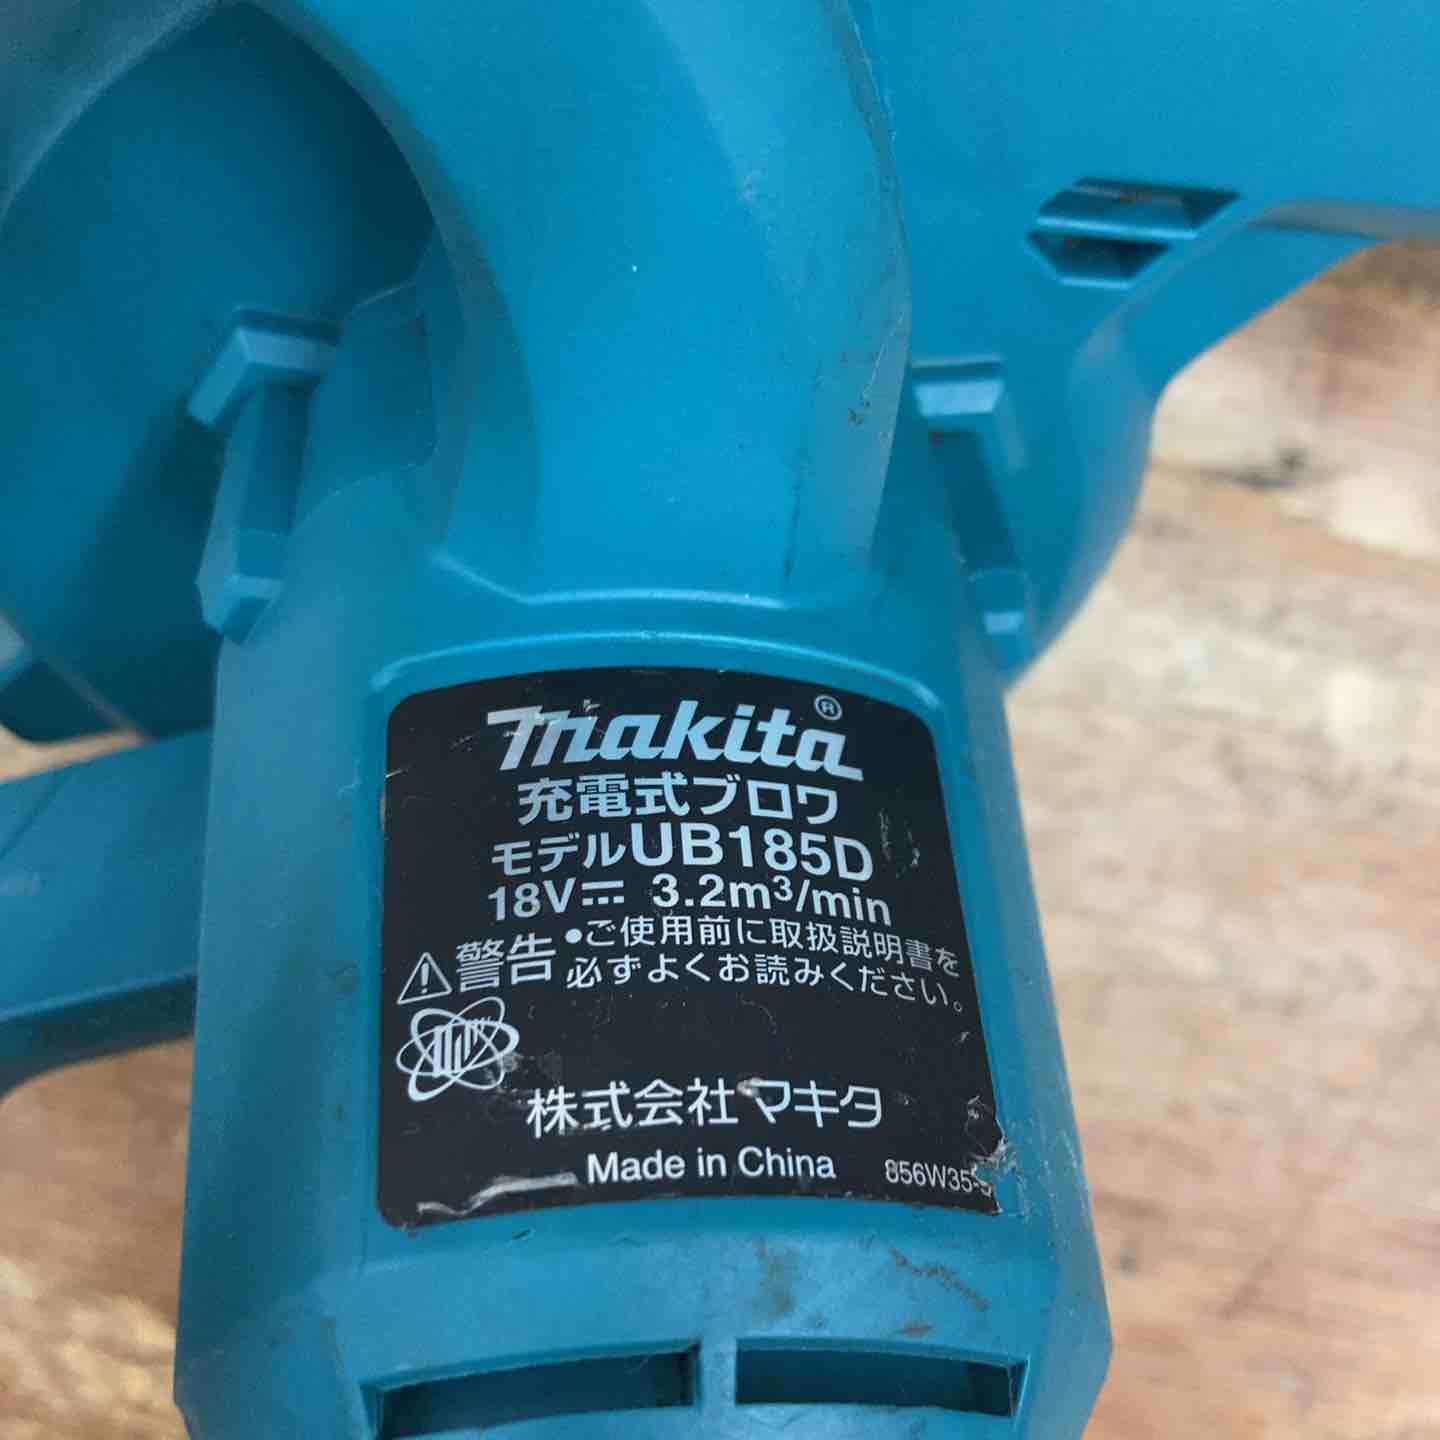 makita®
充電式ブロワ
モデルUB185D
18V⎓ 3.2m³/min
⚠警告 •ご使用前に取扱説明書を
必ずよくお読みください。
株式会社マキタ
Made in China 856W35-